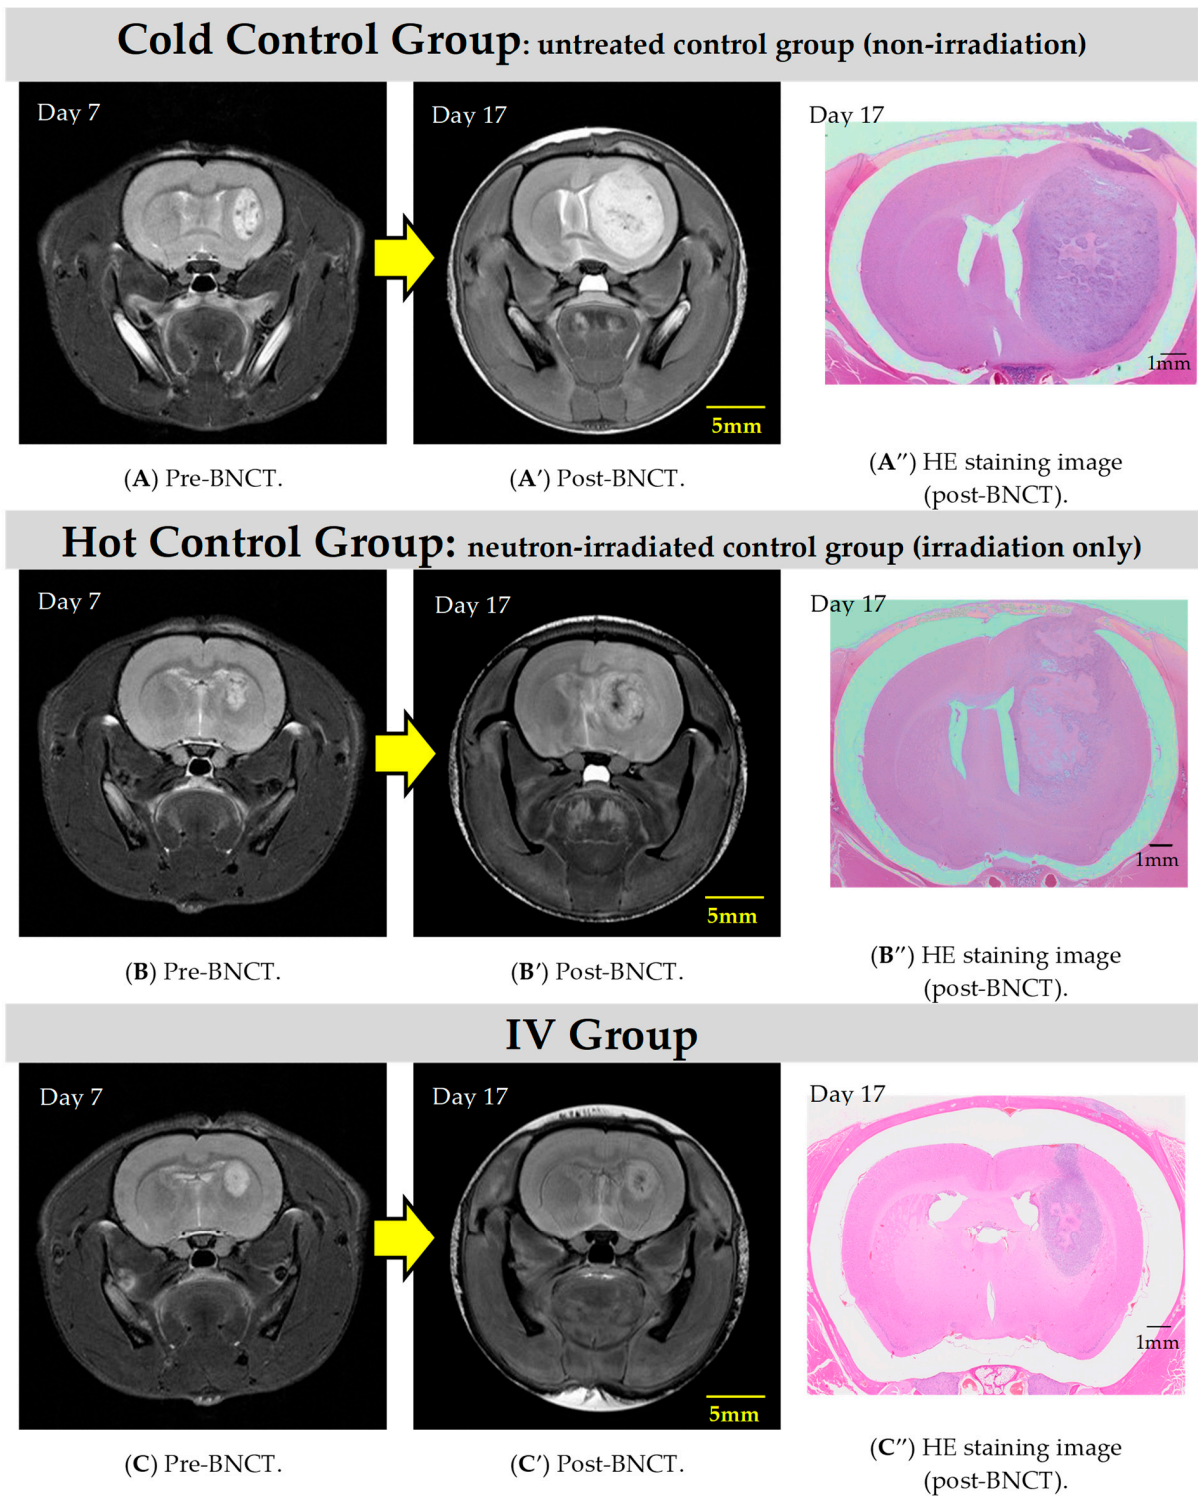 Cold Control Group: untreated control group (non-irradiation)
Day 7
Day 17
Day 17
5mm
1mm
(A) Pre-BNCT.
(A′) Post-BNCT.
(A″) HE staining image
(post-BNCT).
Hot Control Group: neutron-irradiated control group (irradiation only)
Day 7
Day 17
Day 17
5mm
1mm
(B) Pre-BNCT.
(B′) Post-BNCT.
(B″) HE staining image
(post-BNCT).
IV Group
Day 7
Day 17
Day 17
5mm
1mm
(C) Pre-BNCT.
(C′) Post-BNCT.
(C″) HE staining image
(post-BNCT).